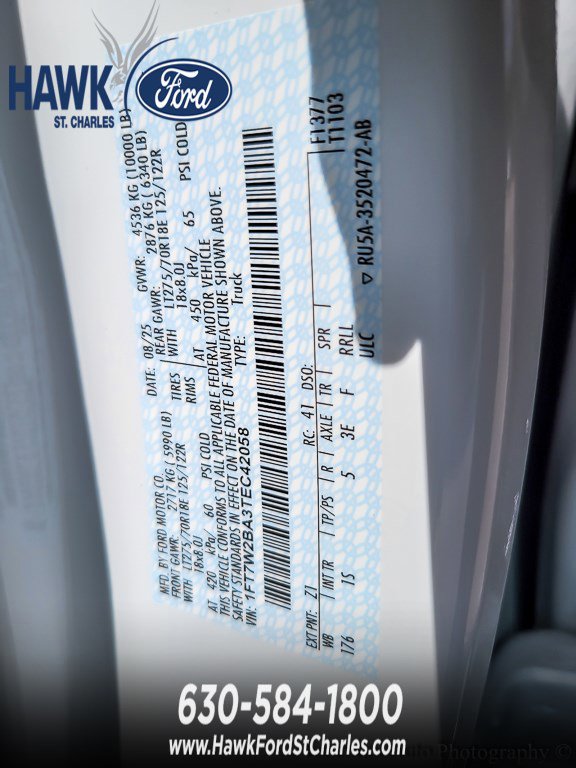 HAWK
ST. CHARLES
Ford
MFD. BY FORD MOTOR CO.
DATE: 08/25 GVWR: 4536 KG (10000 LB)
FRONT GAWR: 2717 KG ( 5990 LB) REAR GAWR: 2876 KG ( 6340 LB)
WITH LT275/70R18E 125/122R TIRES WITH LT275/70R18E 125/122R
18x8.0J RIMS 18x8.0J
AT 420 kPa/ 60 PSI COLD AT 450 kPa/ 65 PSI COLD
THIS VEHICLE CONFORMS TO ALL APPLICABLE FEDERAL MOTOR VEHICLE
SAFETY STANDARDS IN EFFECT ON THE DATE OF MANUFACTURE SHOWN ABOVE.
VIN: 1FT7W2BA3TEC42058 TYPE: Truck
F1377
T1103
EXT PNT: Z1 RC: 41 DSO:
WB INT TR TP/PS R AXLE TR SPR
176 1S 5 3E F RRLL
ULC ▽ RU5A-3520472-AB
630-584-1800
www.HawkFordStCharles.com
Photography ©